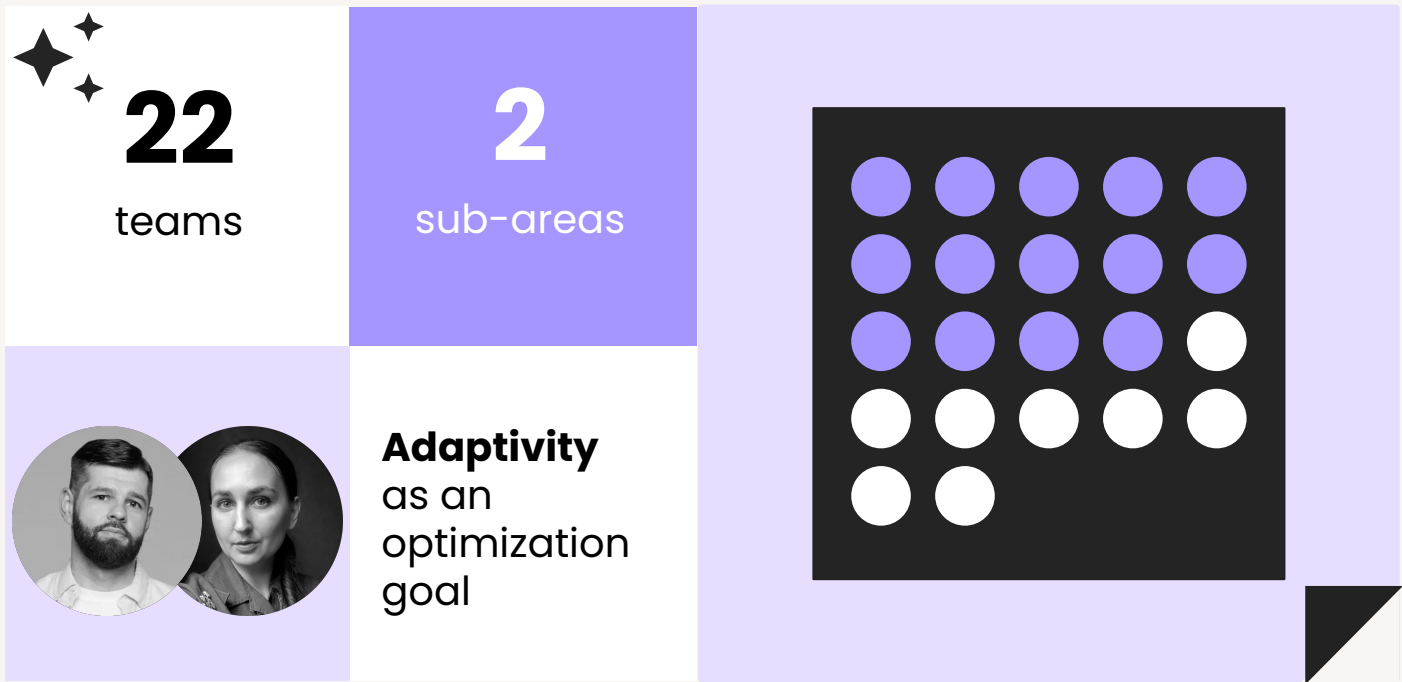 22
teams
2
sub-areas
Adaptivity
as an
optimization
goal